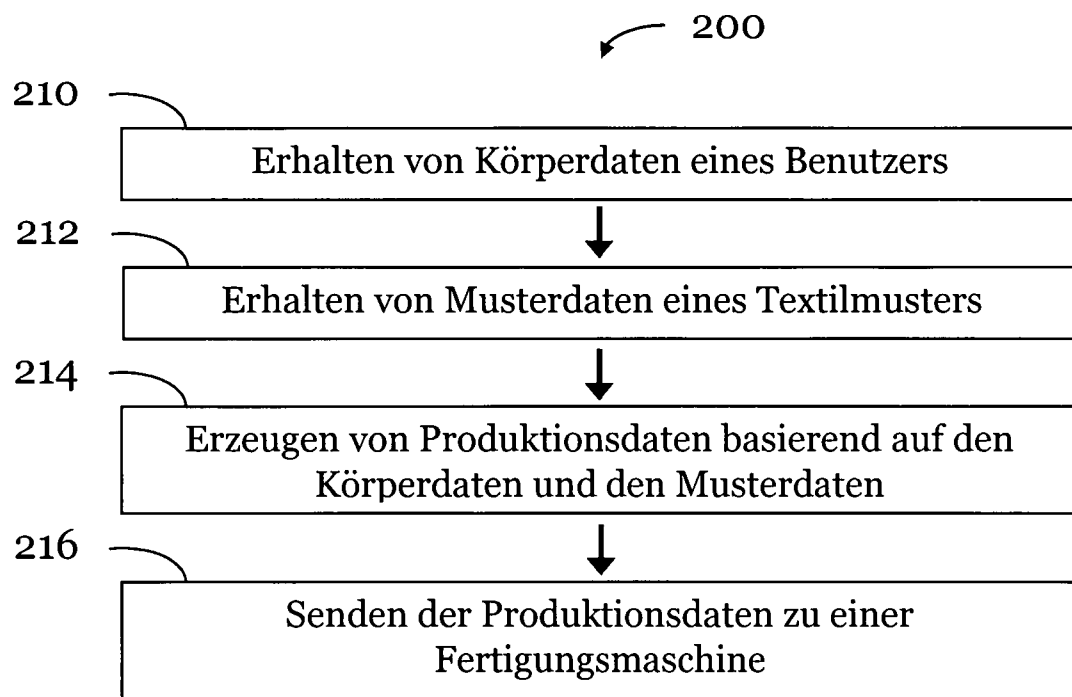 200
210
Erhalten von Körperdaten eines Benutzers
212
Erhalten von Musterdaten eines Textilmusters
214
Erzeugen von Produktionsdaten basierend auf den
Körperdaten und den Musterdaten
216
Senden der Produktionsdaten zu einer
Fertigungsmaschine